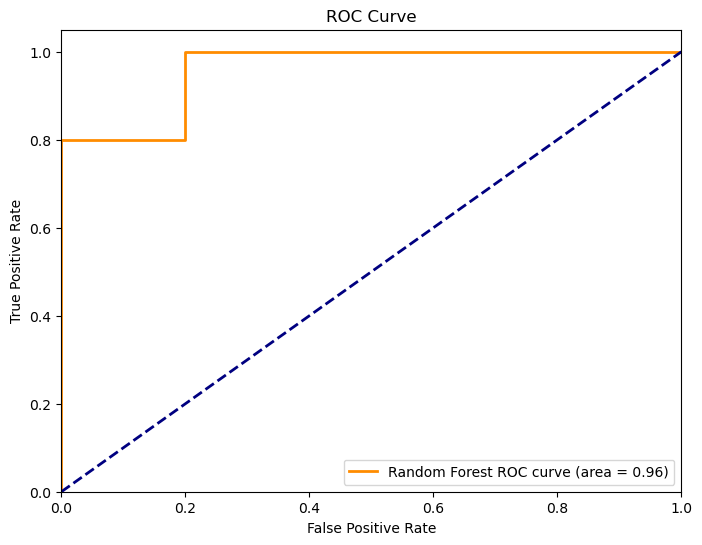 ROC Curve
1.0
0.8
0.6
0.4
0.2
0.0
True Positive Rate
Random Forest ROC curve (area = 0.96)
0.0 0.2 0.4 0.6 0.8 1.0
False Positive Rate